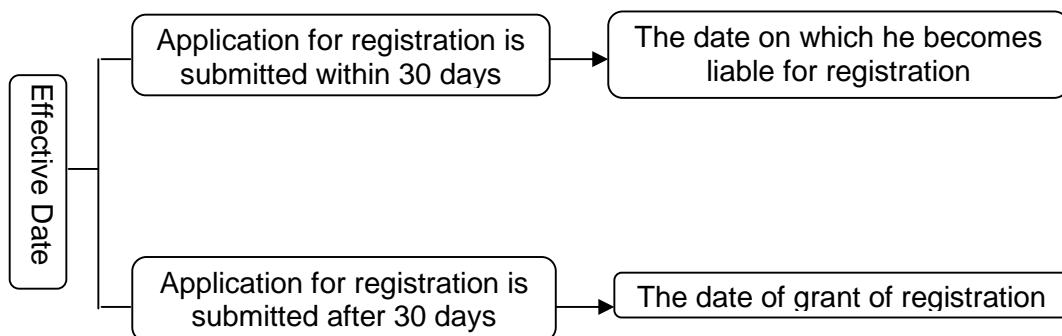 Effective Date
Application for registration is
submitted within 30 days
The date on which he becomes
liable for registration
Application for registration is
submitted after 30 days
The date of grant of registration